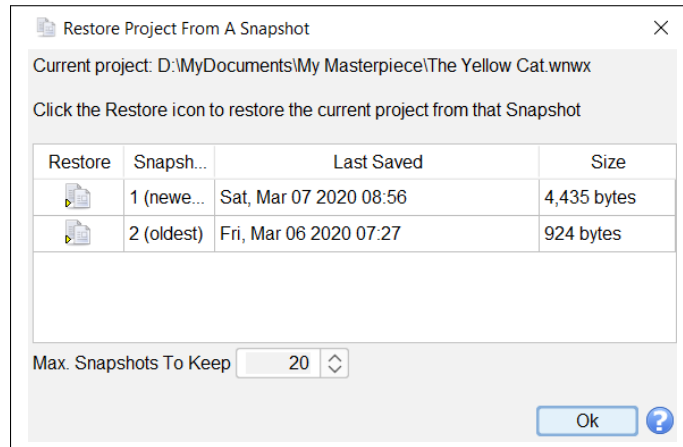 Restore Project From A Snapshot
Current project: D:\MyDocuments\My Masterpiece\The Yellow Cat.wnwx
Click the Restore icon to restore the current project from that Snapshot
Restore Snapsh... Last Saved Size
1 (newe... Sat, Mar 07 2020 08:56 4,435 bytes
2 (oldest) Fri, Mar 06 2020 07:27 924 bytes
Max. Snapshots To Keep 20
Ok ?